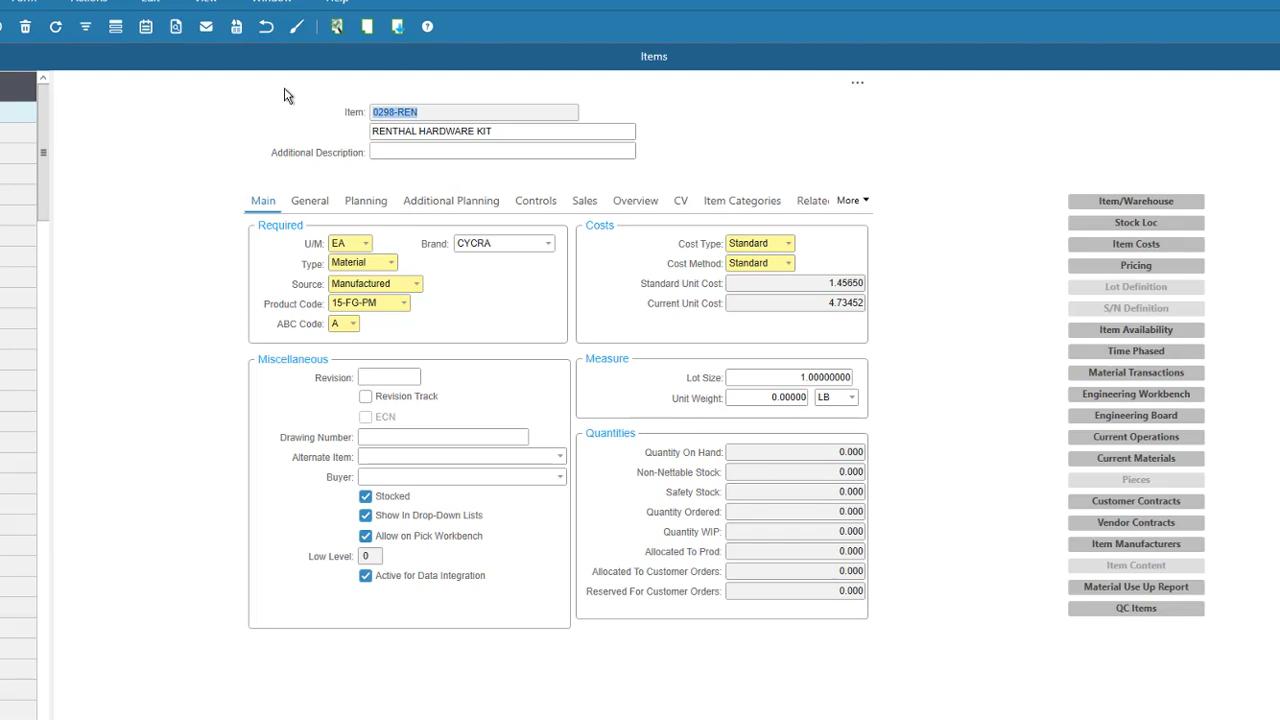 Form Actions Edit View Window Help
Items
Item: 0298-REN
RENTHAL HARDWARE KIT
Additional Description:
Main General Planning Additional Planning Controls Sales Overview CV Item Categories Relate More
Required
U/M: EA Brand: CYCRA
Type: Material
Source: Manufactured
Product Code: 15-FG-PM
ABC Code: A
Costs
Cost Type: Standard
Cost Method: Standard
Standard Unit Cost: 1.45650
Current Unit Cost: 4.73452
Miscellaneous
Revision:
Revision Track
ECN
Drawing Number:
Alternate Item:
Buyer:
Stocked
Show In Drop-Down Lists
Allow on Pick Workbench
Low Level: 0
Active for Data Integration
Measure
Lot Size: 1.00000000
Unit Weight: 0.00000 LB
Quantities
Quantity On Hand: 0.000
Non-Nettable Stock: 0.000
Safety Stock: 0.000
Quantity Ordered: 0.000
Quantity WIP: 0.000
Allocated To Prod: 0.000
Allocated To Customer Orders: 0.000
Reserved For Customer Orders: 0.000
Item/Warehouse
Stock Loc
Item Costs
Pricing
Lot Definition
S/N Definition
Item Availability
Time Phased
Material Transactions
Engineering Workbench
Engineering Board
Current Operations
Current Materials
Pieces
Customer Contracts
Vendor Contracts
Item Manufacturers
Item Content
Material Use Up Report
QC Items